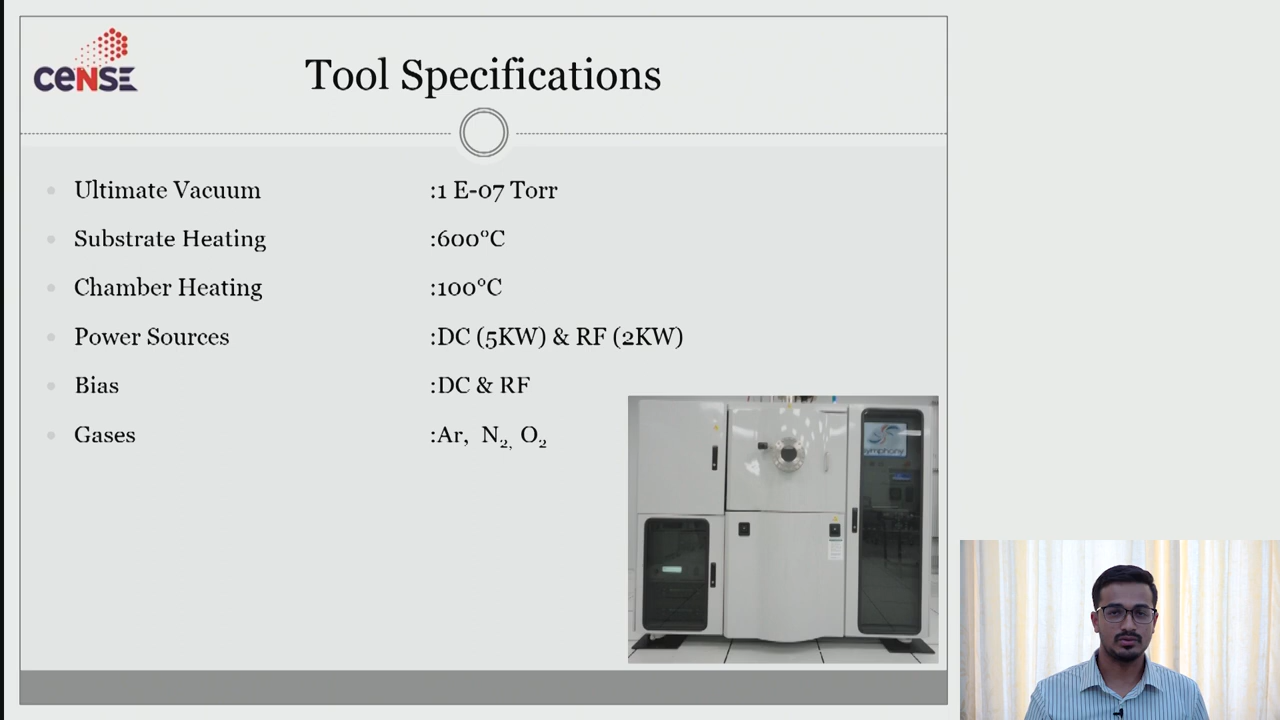 CeNSE
Tool Specifications
Ultimate Vacuum :1 E-07 Torr
Substrate Heating :600°C
Chamber Heating :100°C
Power Sources :DC (5KW) & RF (2KW)
Bias :DC & RF
Gases :Ar, N₂, O₂
symphony